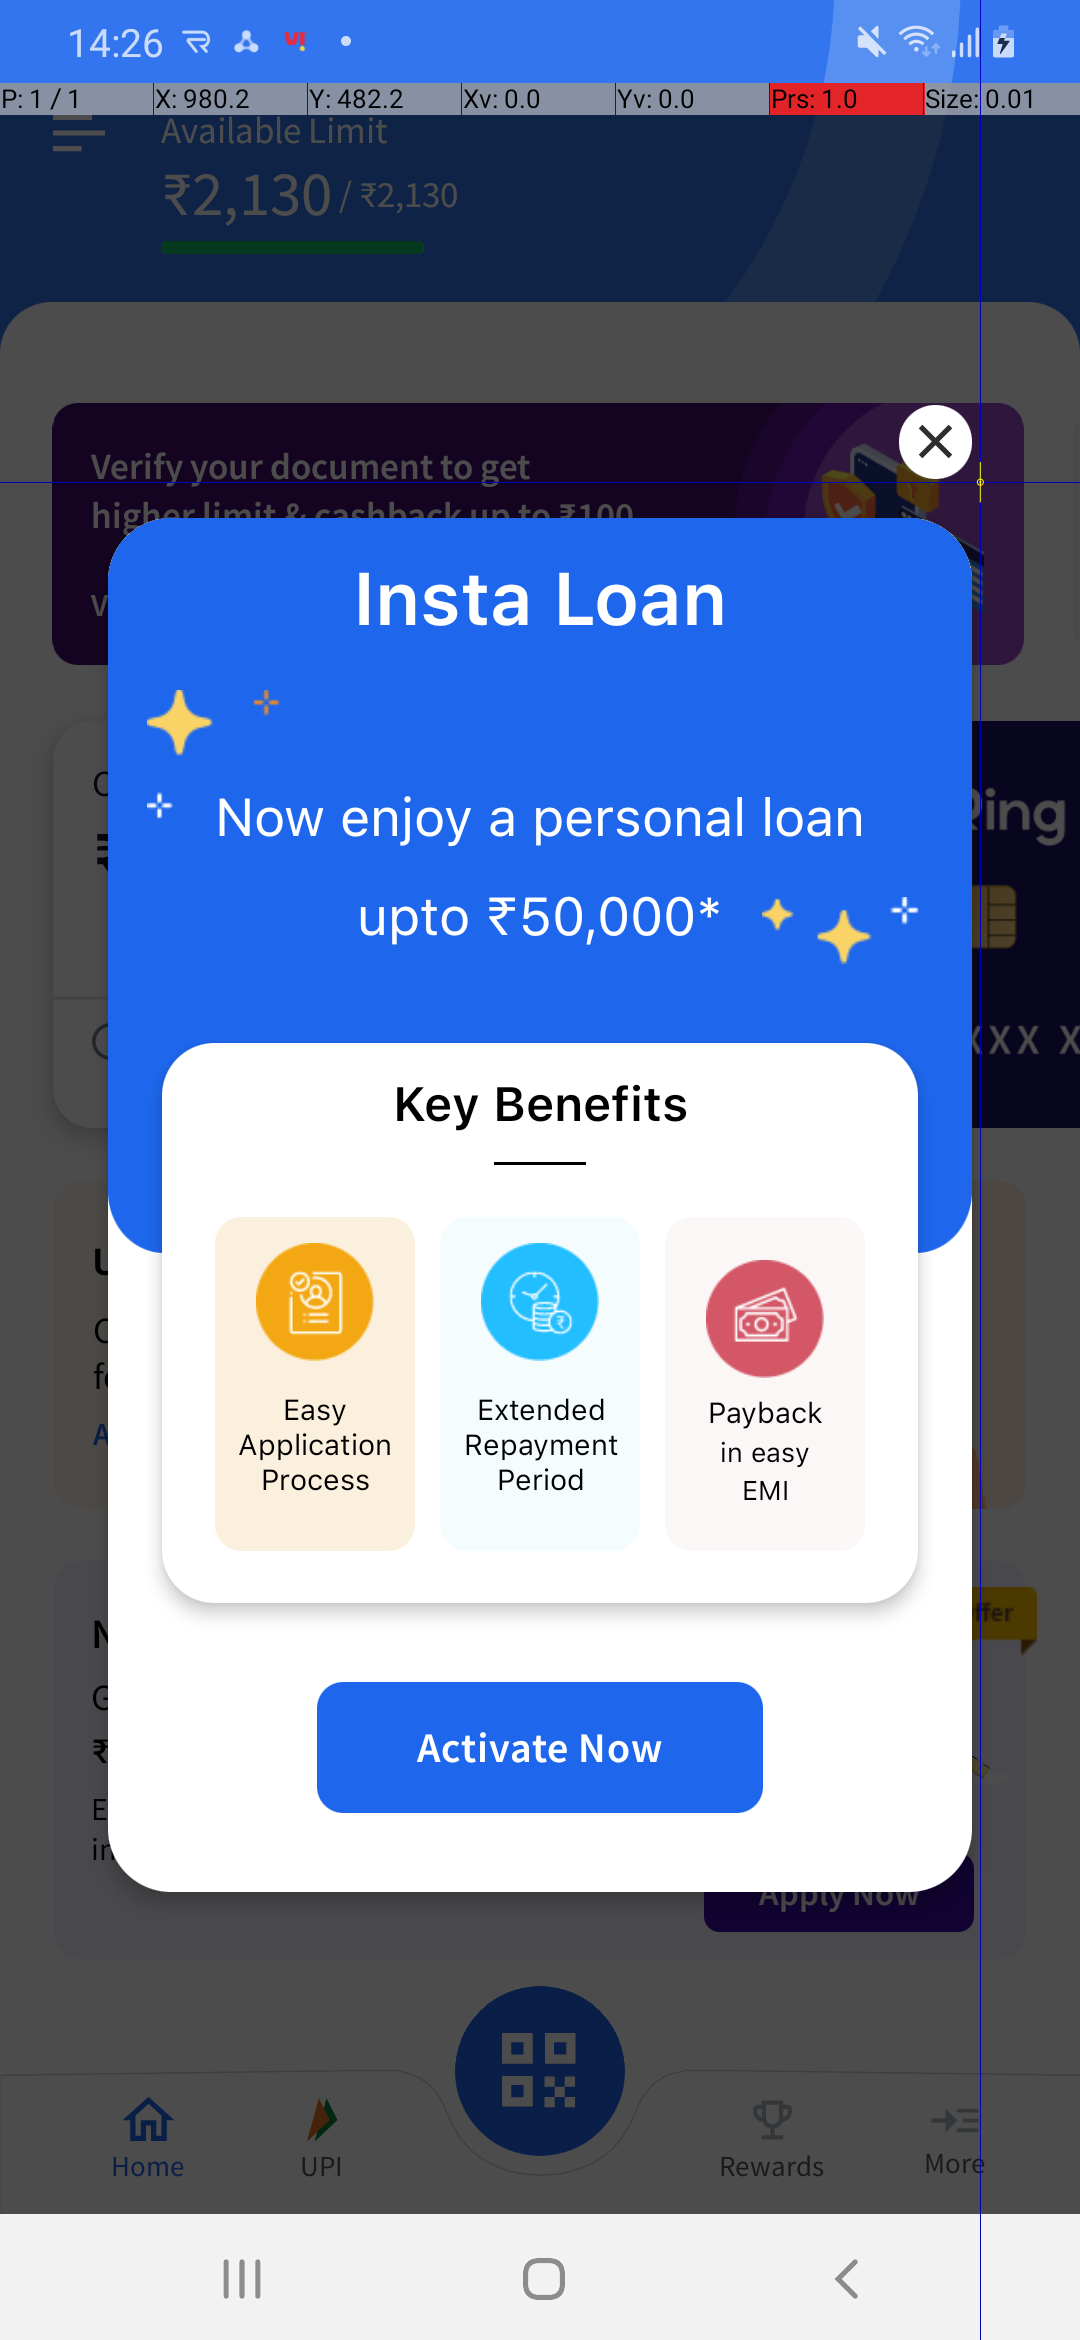 14:26
P: 1 / 1 X: 980.2 Y: 482.2 Xv: 0.0 Yv: 0.0 Prs: 1.0 Size: 0.01
Available Limit
₹2,130 / ₹2,130
Verify your document to get
higher limit & cashback up to ₹100
Insta Loan
Now enjoy a personal loan
upto ₹50,000*
Key Benefits
Easy
Application
Process
Extended
Repayment
Period
Payback
in easy
EMI
Activate Now
Apply Now
Home
UPI
Rewards
More